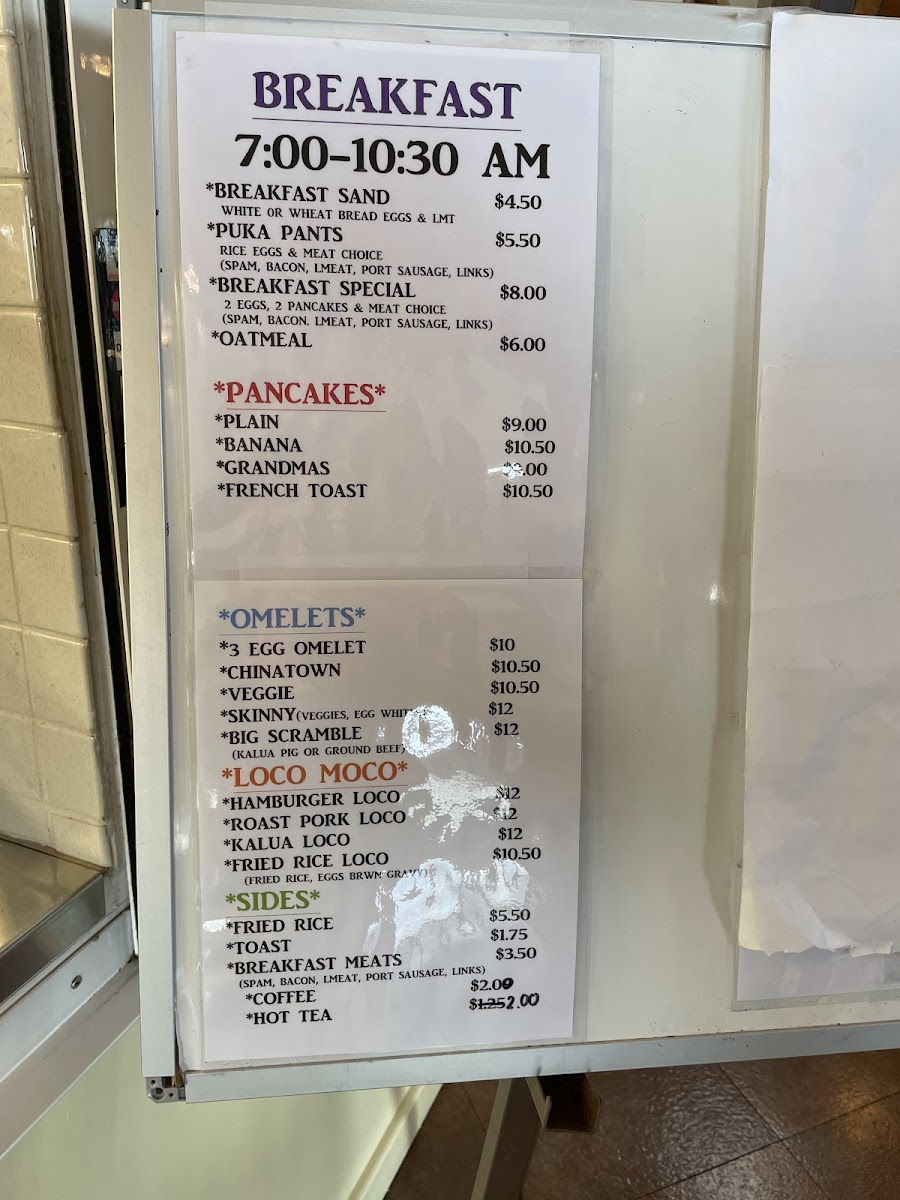 BREAKFAST
7:00-10:30 AM
*BREAKFAST SAND $4.50
WHITE OR WHEAT BREAD EGGS & LMT
*PUKA PANTS $5.50
RICE EGGS & MEAT CHOICE
(SPAM, BACON, LMEAT, PORT SAUSAGE, LINKS)
*BREAKFAST SPECIAL $8.00
2 EGGS, 2 PANCAKES & MEAT CHOICE
(SPAM, BACON. LMEAT, PORT SAUSAGE, LINKS)
*OATMEAL $6.00
*PANCAKES*
*PLAIN $9.00
*BANANA $10.50
*GRANDMAS
*FRENCH TOAST $10.50
*OMELETS*
*3 EGG OMELET $10
*CHINATOWN $10.50
*VEGGIE $10.50
*SKINNY(VEGGIES, EGG $12
*BIG SCRAMBLE $12
(KALUA PIG OR GROUND BEEF)
*LOCO MOCO*
*HAMBURGER LOCO $12
*ROAST PORK LOCO $12
*KALUA LOCO $12
*FRIED RICE LOCO $10.50
(FRIED RICE, EGGS BRWN GRAVY)
*SIDES*
*FRIED RICE $5.50
*TOAST $1.75
*BREAKFAST MEATS $3.50
(SPAM, BACON, LMEAT, PORT SAUSAGE, LINKS)
*COFFEE $2.00
*HOT TEA $1.25 2.00